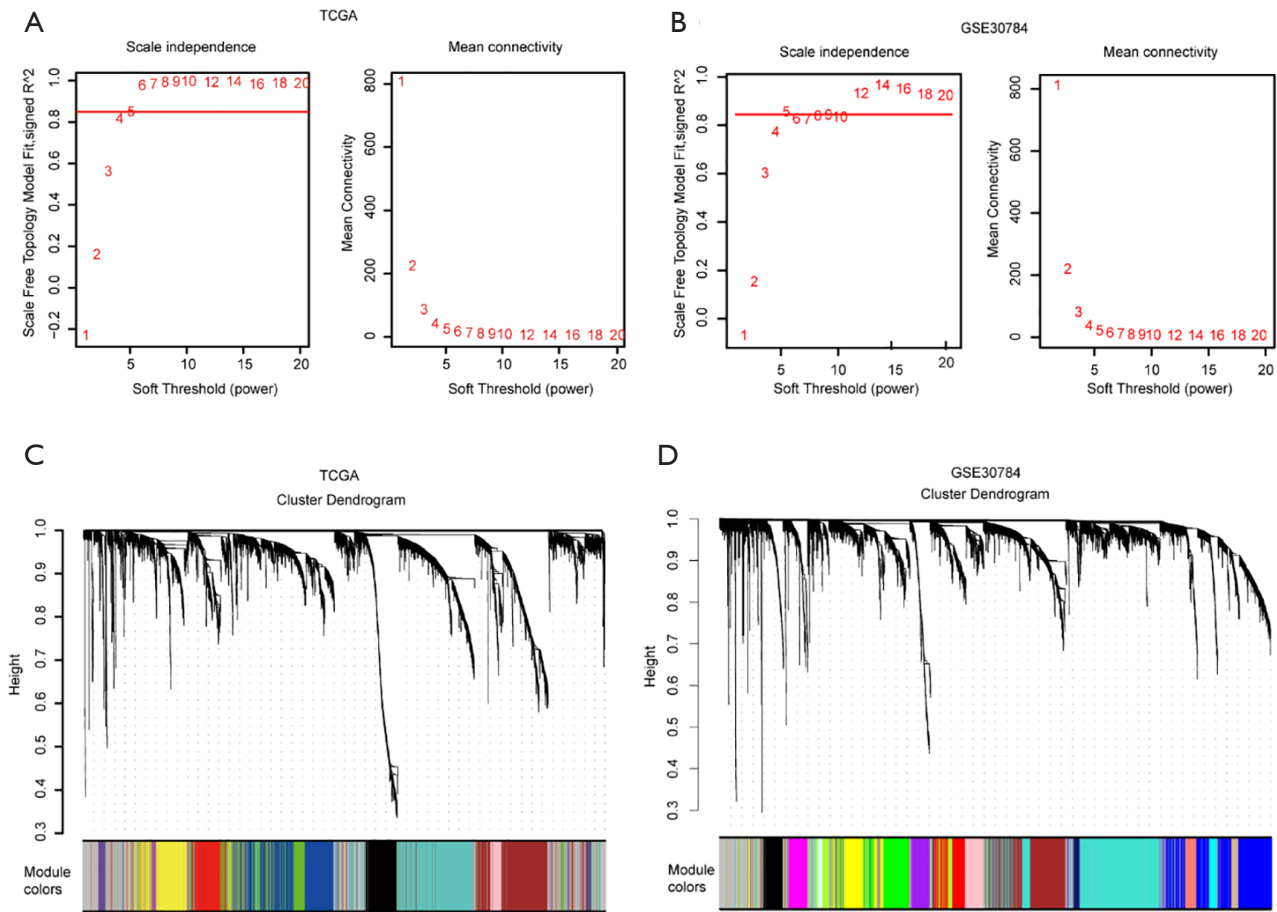 A
TCGA
Scale independence
Mean connectivity
Scale Free Topology Model Fit,signed R^2
1.0
0.8
0.6
0.4
0.2
0.0
−0.2
1
2
3
4
5
6 7 8 9 10 12 14 16 18 20
5 10 15 20
Soft Threshold (power)
Mean Connectivity
800
600
400
200
0
1
2
3
4
5 6 7 8 9 10 12 14 16 18 20
5 10 15 20
Soft Threshold (power)
B
GSE30784
Scale independence
Mean connectivity
Scale Free Topology Model Fit,signed R^2
1.0
0.8
0.6
0.4
0.2
0.0
1
2
3
4
5 6 7 8 9 10 12 14 16 18 20
5 10 15 20
Soft Threshold (power)
Mean Connectivity
800
600
400
200
0
1
2
3
4 5 6 7 8 9 10 12 14 16 18 20
5 10 15 20
Soft Threshold (power)
C
TCGA
Cluster Dendrogram
Height
1.0
0.9
0.8
0.7
0.6
0.5
0.4
0.3
Module
colors
D
GSE30784
Cluster Dendrogram
Height
1.0
0.9
0.8
0.7
0.6
0.5
0.4
0.3
Module
colors